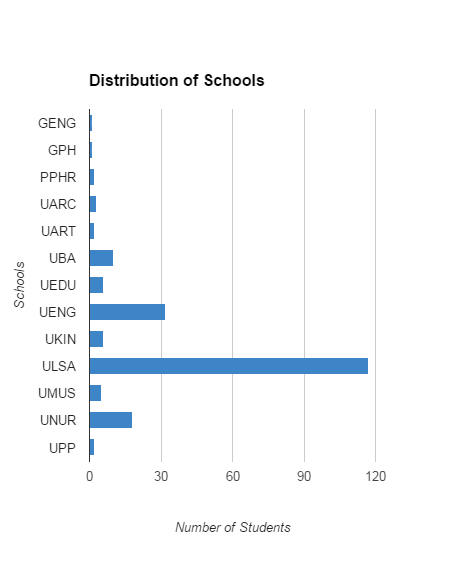 Distribution of Schools
GENG
GPH
PPHR
UARC
UART
UBA
UEDU
UENG
UKIN
ULSA
UMUS
UNUR
UPP
Schools
0 30 60 90 120
Number of Students